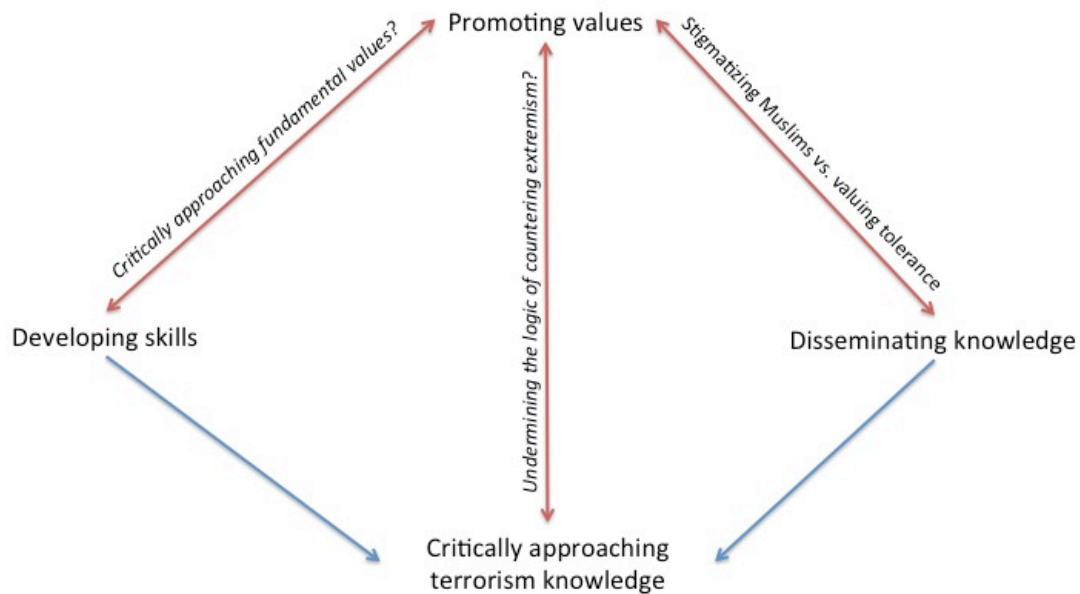 Promoting values
Critically approaching fundamental values?
Undermining the logic of countering extremism?
Stigmatizing Muslims vs. valuing tolerance
Developing skills
Disseminating knowledge
Critically approaching
terrorism knowledge